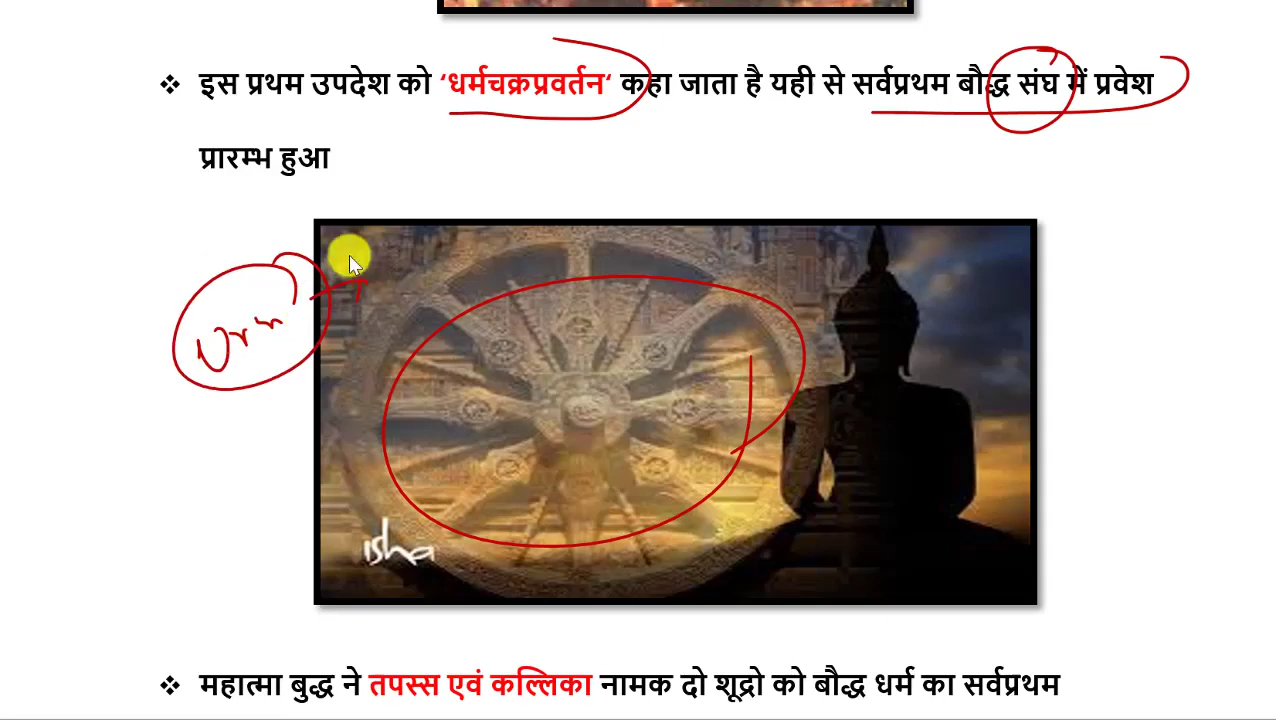 ❖ इस प्रथम उपदेश को ‘धर्मचक्रप्रवर्तन‘ कहा जाता है यही से सर्वप्रथम बौद्ध संघ में प्रवेश
प्रारम्भ हुआ
isha
❖ महात्मा बुद्ध ने तपस्स एवं कल्लिका नामक दो शूद्रो को बौद्ध धर्म का सर्वप्रथम